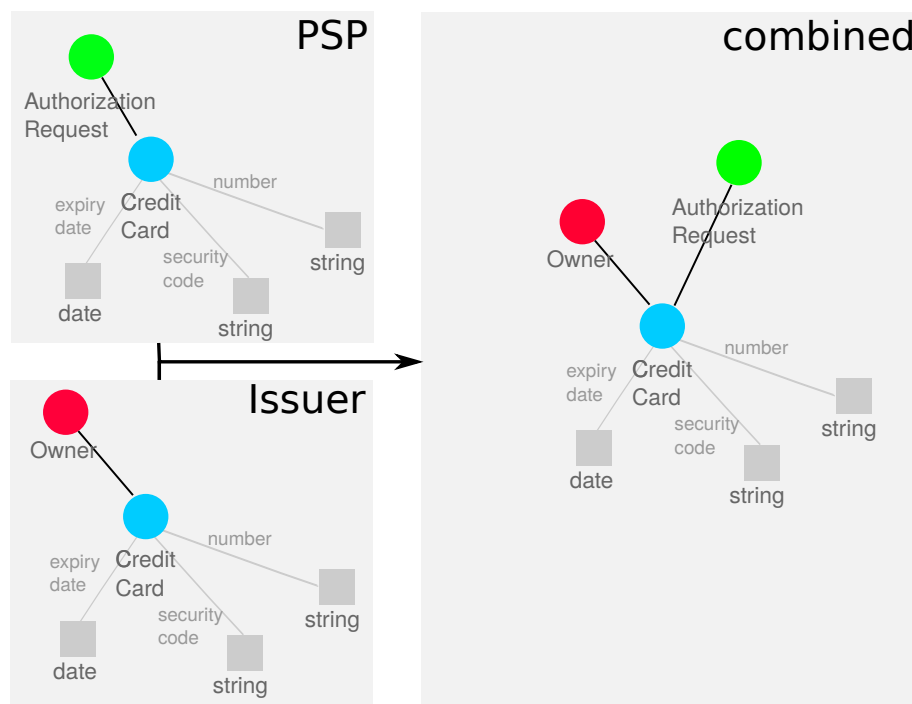 PSP
Authorization
Request
number
expiry
date
Credit
Card
security
code
string
date
string
Issuer
Owner
number
expiry
date
Credit
Card
security
code
string
date
string
combined
Authorization
Request
Owner
number
expiry
date
Credit
Card
security
code
string
date
string